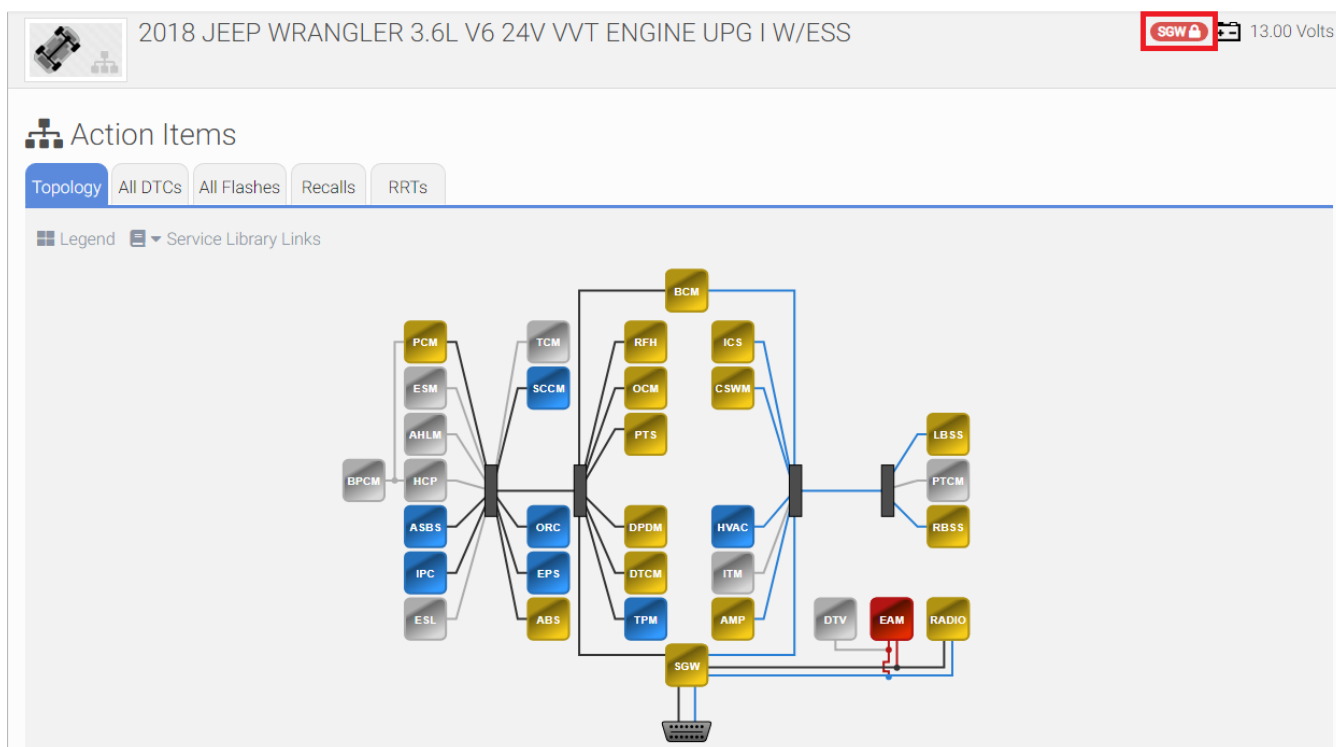 2018 JEEP WRANGLER 3.6L V6 24V VVT ENGINE UPG I W/ESS
SGW
13.00 Volts
Action Items
Topology All DTCs All Flashes Recalls RRTs
Legend Service Library Links
BCM
PCM TCM RFH ICS
ESM SCCM OCM CSWM
AHLM PTS LBSS
BPCM HCP PTCM
ASBS ORC DPDM HVAC RBSS
IPC EPS DTCM ITM
ESL ABS TPM AMP DTV EAM RADIO
SGW